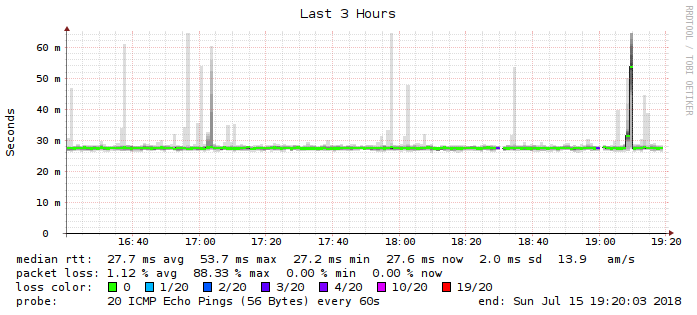 Last 3 Hours
RRDTOOL / TOBI OETIKER
Seconds
60 m
50 m
40 m
30 m
20 m
10 m
0
16:40 17:00 17:20 17:40 18:00 18:20 18:40 19:00 19:20
median rtt: 27.7 ms avg 53.7 ms max 27.2 ms min 27.6 ms now 2.0 ms sd 13.9 am/s
packet loss: 1.12 % avg 88.33 % max 0.00 % min 0.00 % now
loss color: 0 1/20 2/20 3/20 4/20 10/20 19/20
probe: 20 ICMP Echo Pings (56 Bytes) every 60s end: Sun Jul 15 19:20:03 2018